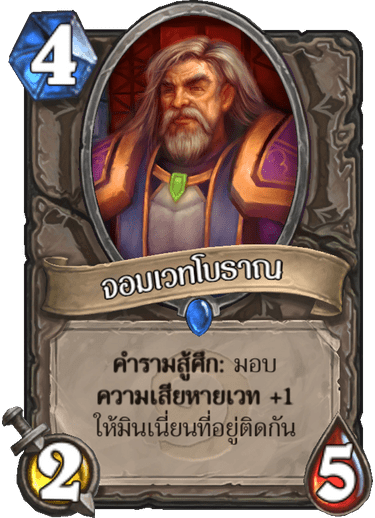 4
จอมเวทโบราณ
คำรามสู้ศึก: มอบ
ความเสียหายเวท +1
ให้มินเนี่ยนที่อยู่ติดกัน
2
5